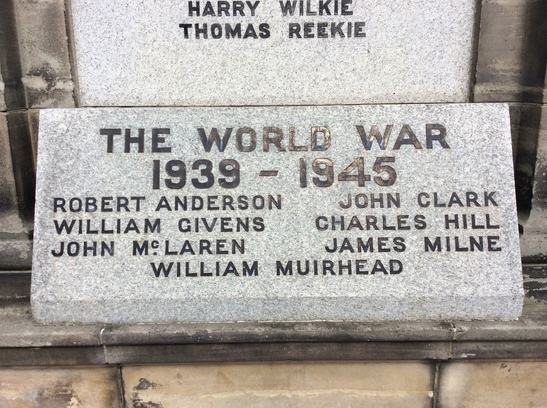 HARRY WILKIE
THOMAS REEKIE
THE WORLD WAR
1939 - 1945
ROBERT ANDERSON JOHN CLARK
WILLIAM GIVENS CHARLES HILL
JOHN McLAREN JAMES MILNE
WILLIAM MUIRHEAD